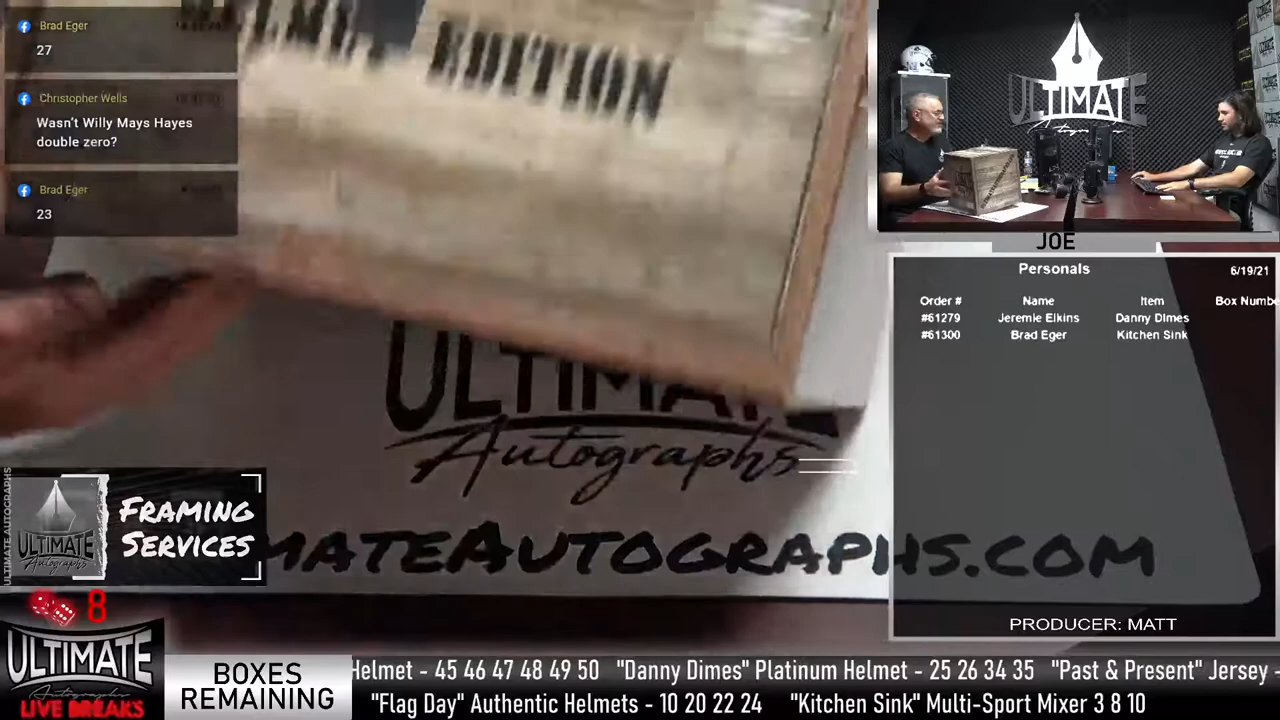 Brad Eger
27
Christopher Wells
Wasn't Willy Mays Hayes
double zero?
Brad Eger
23
ULTIMATE
Autographs
JOE
Personals
6/19/21
Order # Name Item Box Numbe
#61279 Jeremie Elkins Danny Dimes
#61300 Brad Eger Kitchen Sink
PRODUCER: MATT
ULTIMATE
Autographs
MATEAUTOGRAPHS.COM
ULTIMATE AUTOGRAPHS
ULTIMATE
Autographs
FRAMING
SERVICES
8
ULTIMATE
Autographs
LIVE BREAKS
BOXES
REMAINING
Helmet - 45 46 47 48 49 50 "Danny Dimes" Platinum Helmet - 25 26 34 35 "Past & Present" Jersey -
"Flag Day" Authentic Helmets - 10 20 22 24 "Kitchen Sink" Multi-Sport Mixer 3 8 10